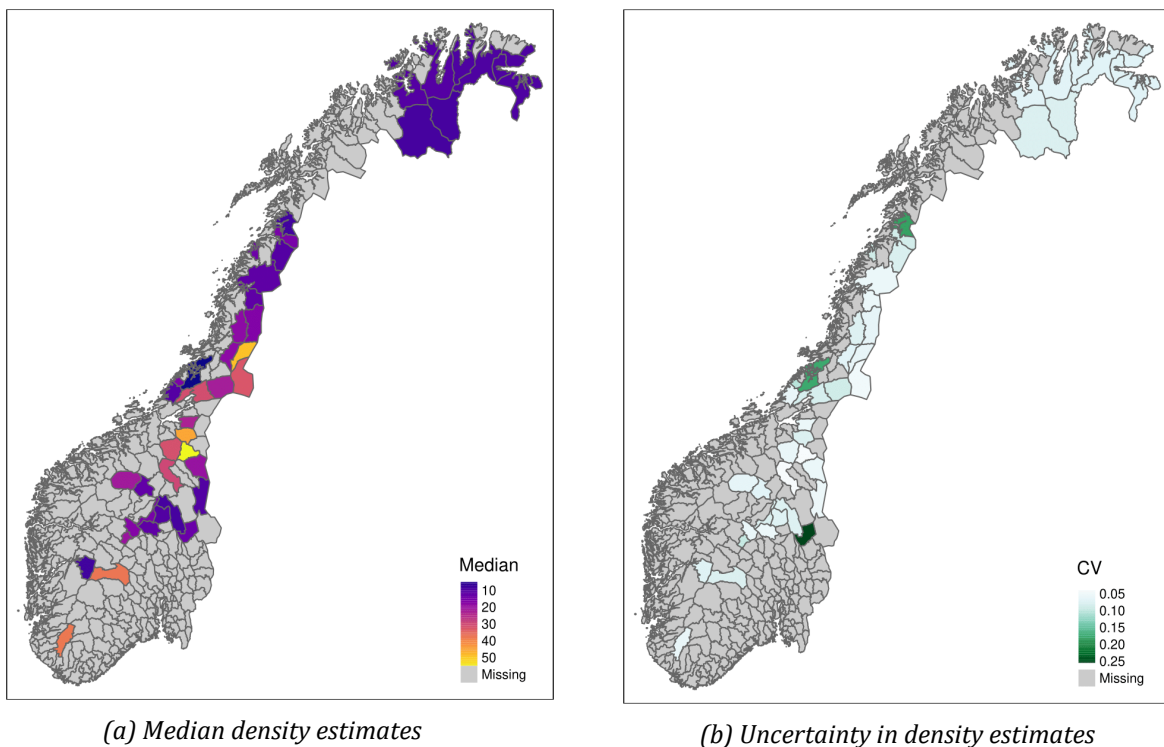 Median
10
20
30
40
50
Missing
CV
0.05
0.10
0.15
0.20
0.25
Missing
(a) Median density estimates
(b) Uncertainty in density estimates